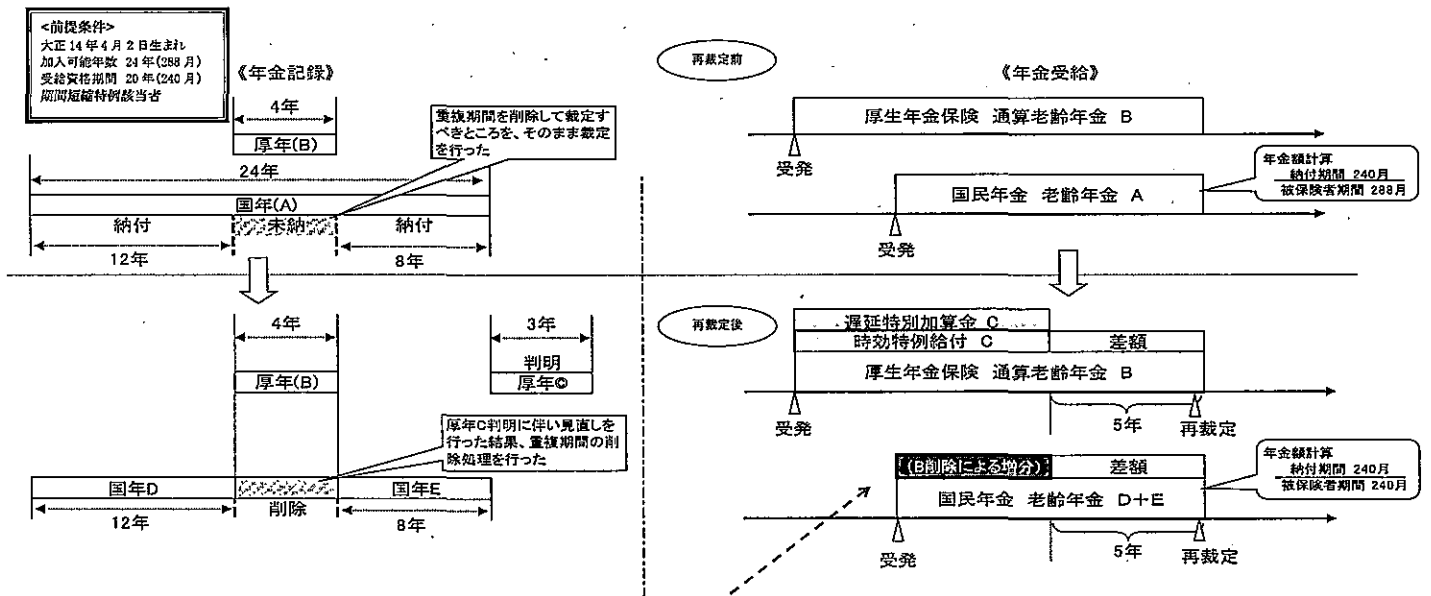 <前提条件>
大正14年4月2日生まれ
加入可能年数 24年(288月)
受給資格期間 20年(240月)
期間短縮特例該当者
《年金記録》
4年
厚年(B)
重複期間を削除して裁定す
べきところを、そのまま裁定
を行った
24年
国年(A)
納付
未納
納付
12年
8年
再裁定前
《年金受給》
厚生年金保険 通算老齢年金 B
受発
国民年金 老齢年金 A
受発
年金額計算
納付期間 240月
被保険者期間 288月
4年
3年
判明
厚年(B)
厚年©
厚年C判明に伴い見直しを
行った結果、重複期間の削
除処理を行った
国年D
国年E
12年
削除
8年
再裁定後
遅延特別加算金 C
時効特例給付 C
差額
厚生年金保険 通算老齢年金 B
受発
5年
再裁定
(B削除による増分)
差額
国民年金 老齢年金 D+E
受発
5年
再裁定
年金額計算
納付期間 240月
被保険者期間 240月